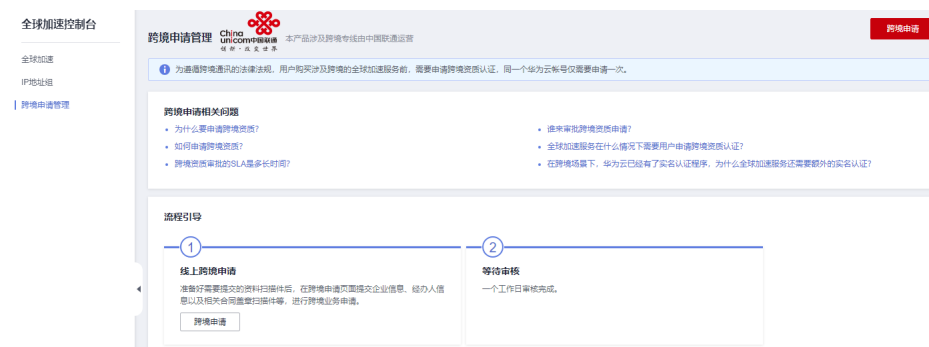 全球加速控制台
全球加速
IP地址组
跨境申请管理
跨境申请管理
China
unicom中国联通
创新·改变世界
本产品涉及跨境专线由中国联通运营
跨境申请
为遵循跨境通讯的法律法规，用户购买涉及跨境的全球加速服务前，需要申请跨境资质认证，同一个华为云帐号仅需要申请一次。
跨境申请相关问题
为什么要申请跨境资质?
如何申请跨境资质?
跨境资质审批的SLA是多长时间?
谁来审批跨境资质申请?
全球加速服务在什么情况下需要用户申请跨境资质认证?
在跨境场景下，华为云已经有了实名认证程序，为什么全球加速服务还需要额外的实名认证?
流程引导
1
线上跨境申请
准备好需要提交的资料扫描件后，在跨境申请页面提交企业信息、经办人信
息以及相关合同盖章扫描件等，进行跨境业务申请。
跨境申请
2
等待审核
一个工作日审核完成。